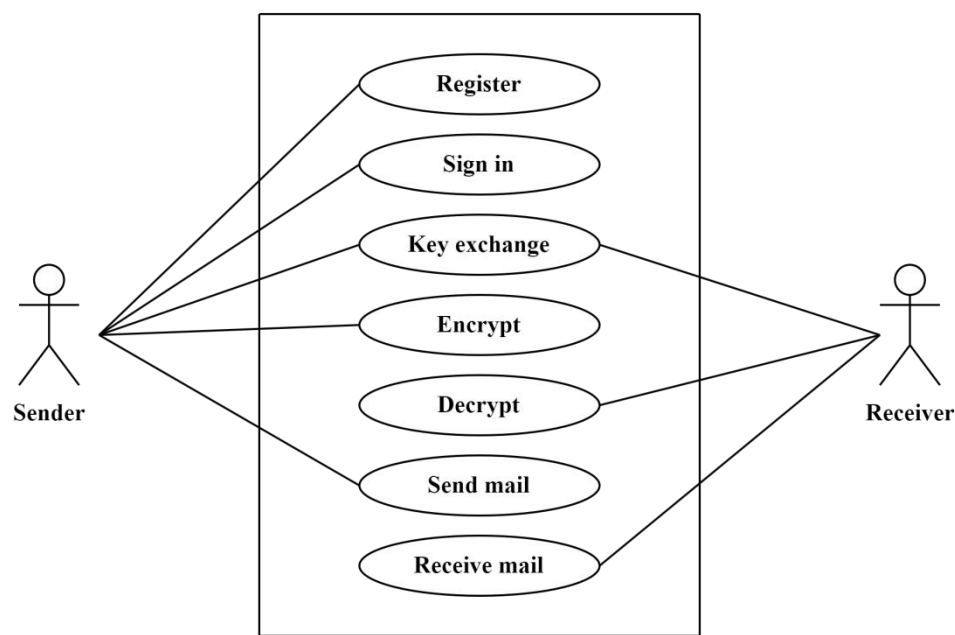 Register
Sign in
Key exchange
Encrypt
Decrypt
Sender
Receiver
Send mail
Receive mail